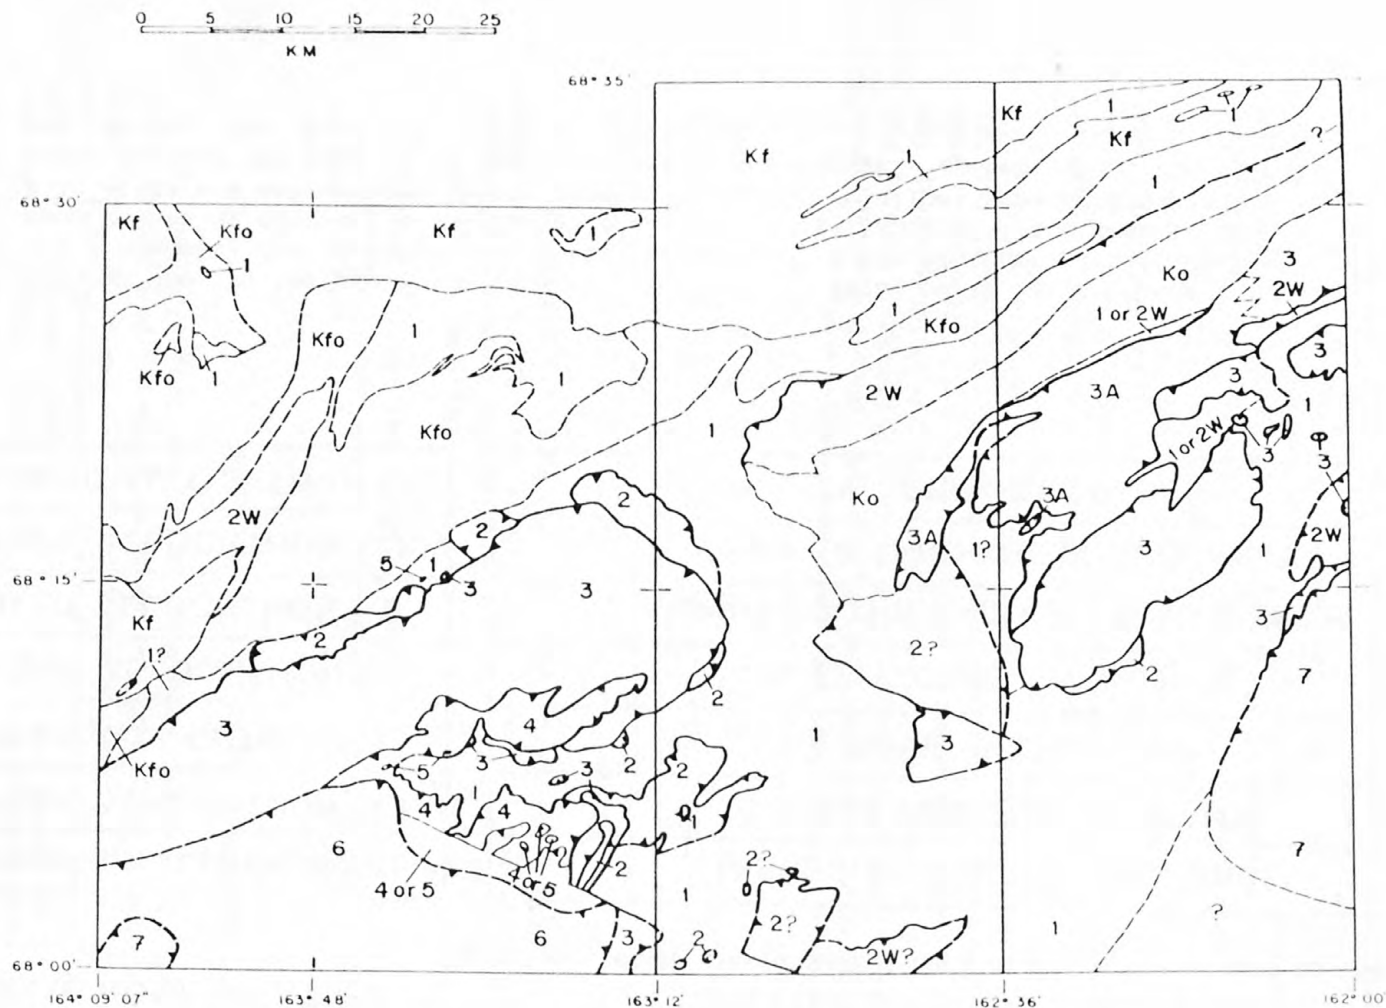 0 5 10 15 20 25
KM
68° 35'
Kf 1 1
Kf
Kf 1 ?
68° 30'
Kf Kfo Kf 1 1
1 Ko 3
2W
Kfo 1 1 Kfo 1 or 2W
Kfo 1 1 3A 3 3
2W 1
Kfo 1 1 or 2W 3
3
2 Ko 3A
2W 2 3A 1? 3 1 2W
5 1
68° 15' 3 3
Kf 3
1? 2 2? 2 7
2
3 4 1 3
Kfo 5 3 2 2
3
1
4 4 1
6 2 2? 7
4 or 5 4 or 5 1
2? ?
7 6 3 2 2W? 1
68° 00'
164° 09' 07" 163° 48' 163° 12' 162° 36' 162° 00'